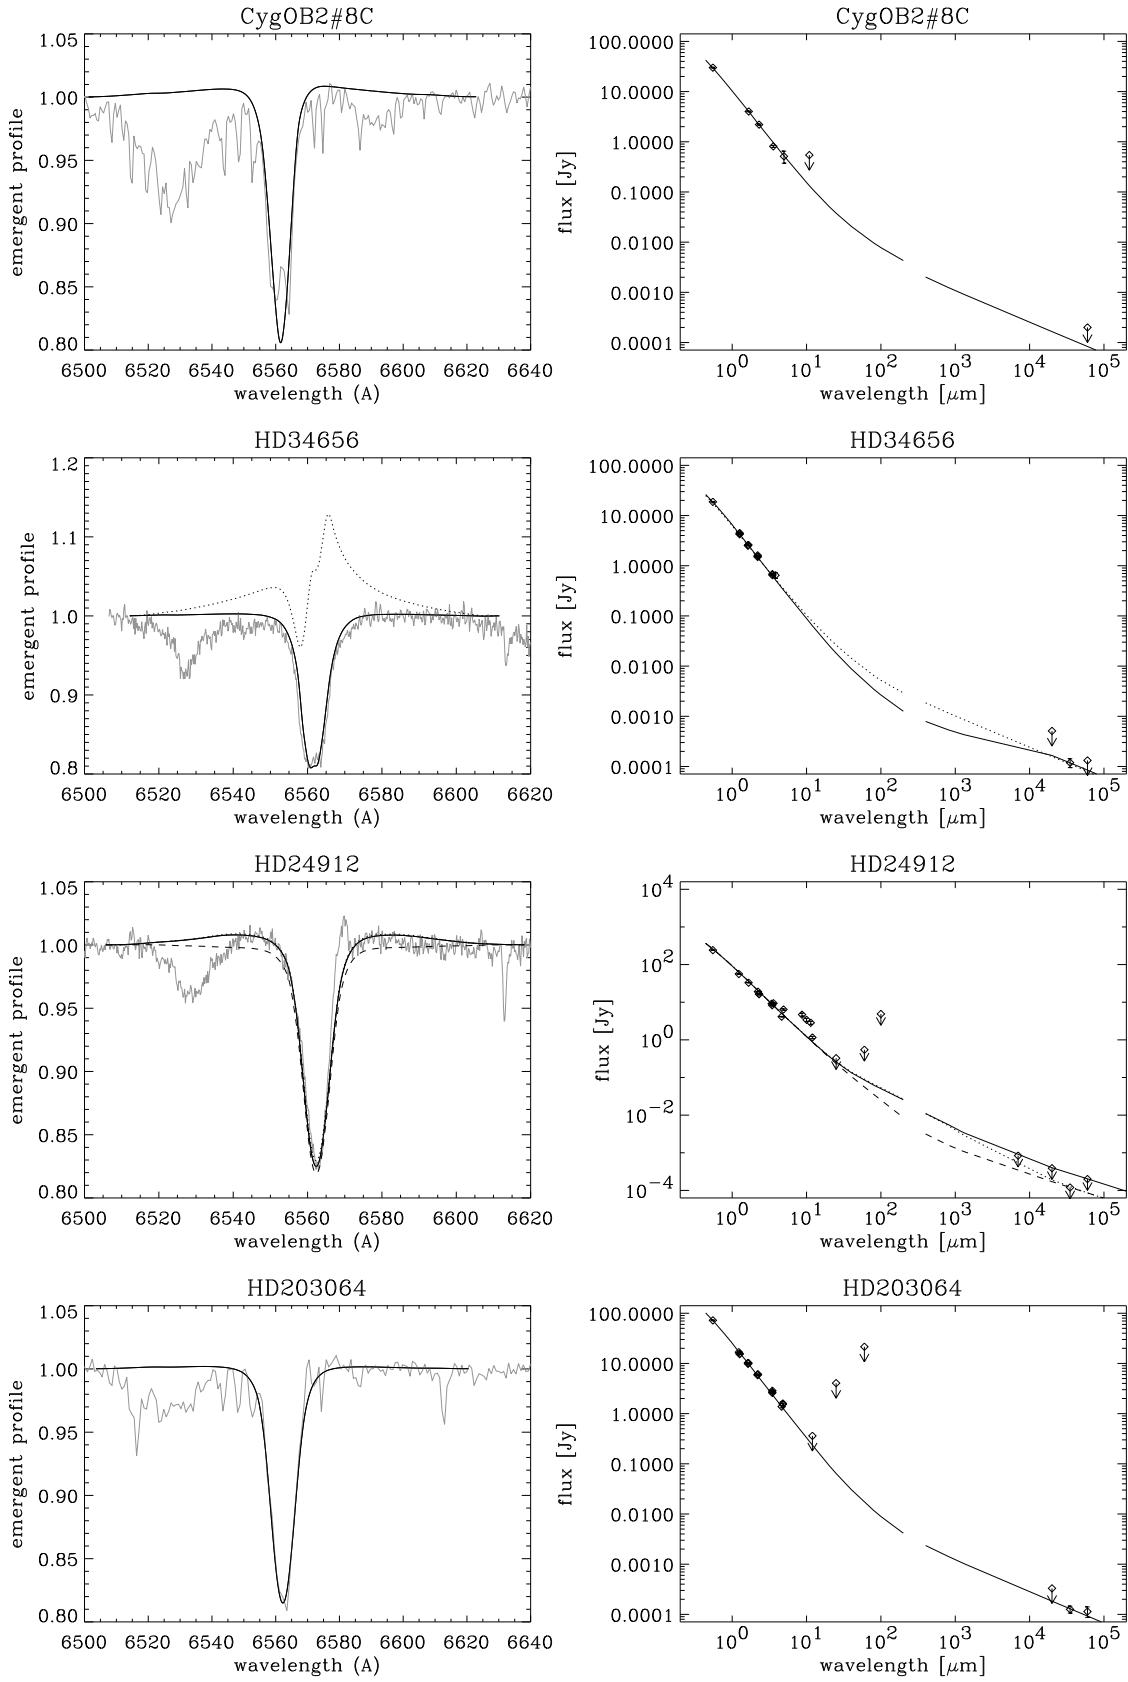 CygOB2#8C
1.05
1.00
0.95
0.90
0.85
0.80
emergent profile
6500 6520 6540 6560 6580 6600 6620 6640
wavelength (A)
CygOB2#8C
100.0000
10.0000
1.0000
0.1000
0.0100
0.0010
0.0001
flux [Jy]
10^0 10^1 10^2 10^3 10^4 10^5
wavelength [μm]
HD34656
1.2
1.1
1.0
0.9
0.8
emergent profile
6500 6520 6540 6560 6580 6600 6620
wavelength (A)
HD34656
100.0000
10.0000
1.0000
0.1000
0.0100
0.0010
0.0001
flux [Jy]
10^0 10^1 10^2 10^3 10^4 10^5
wavelength [μm]
HD24912
1.05
1.00
0.95
0.90
0.85
0.80
emergent profile
6500 6520 6540 6560 6580 6600 6620
wavelength (A)
HD24912
10^4
10^2
10^0
10^−2
10^−4
flux [Jy]
10^0 10^1 10^2 10^3 10^4 10^5
wavelength [μm]
HD203064
1.05
1.00
0.95
0.90
0.85
0.80
emergent profile
6500 6520 6540 6560 6580 6600 6620 6640
wavelength (A)
HD203064
100.0000
10.0000
1.0000
0.1000
0.0100
0.0010
0.0001
flux [Jy]
10^0 10^1 10^2 10^3 10^4 10^5
wavelength [μm]